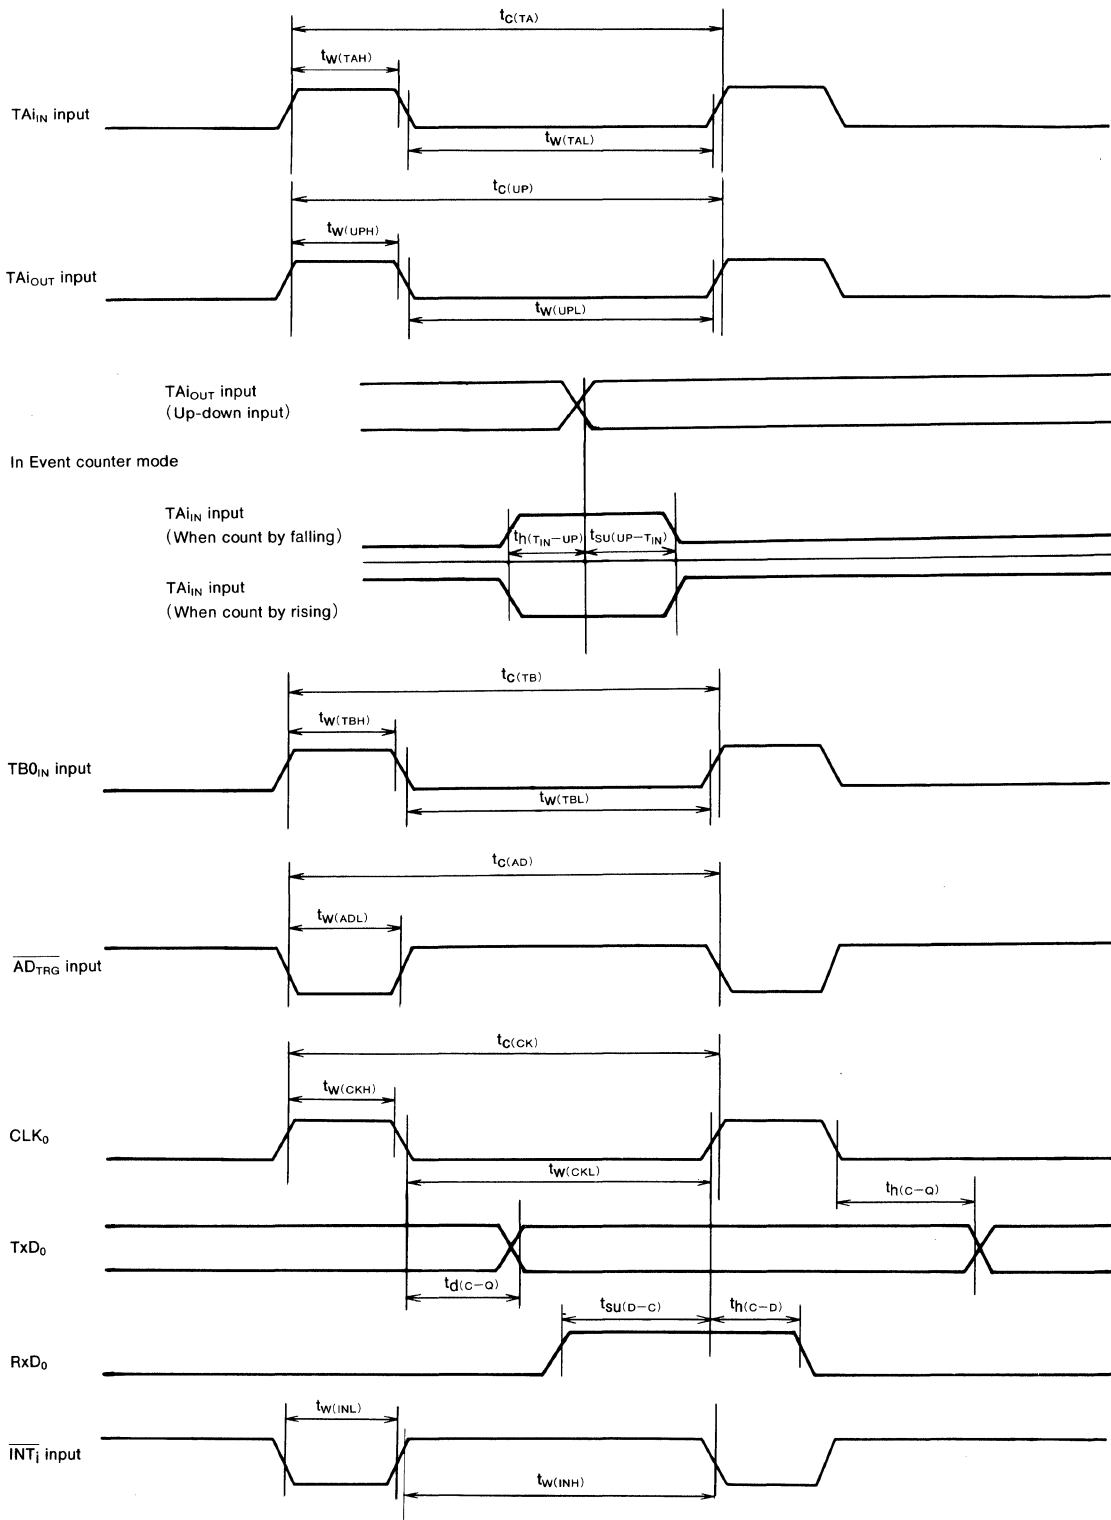 tC(TA)
tW(TAH)
TAiIN input
tW(TAL)
tC(UP)
tW(UPH)
TAiOUT input
tW(UPL)
TAiOUT input
(Up-down input)
In Event counter mode
TAiIN input
(When count by falling)
th(TIN−UP) tSU(UP−TIN)
TAiIN input
(When count by rising)
tC(TB)
tW(TBH)
TB0IN input
tW(TBL)
tC(AD)
tW(ADL)
ADTRG input
tC(CK)
tW(CKH)
CLK0
tW(CKL)
th(C−Q)
TxD0
td(C−Q)
tsu(D−C) th(C−D)
RxD0
tW(INL)
INTi input
tW(INH)